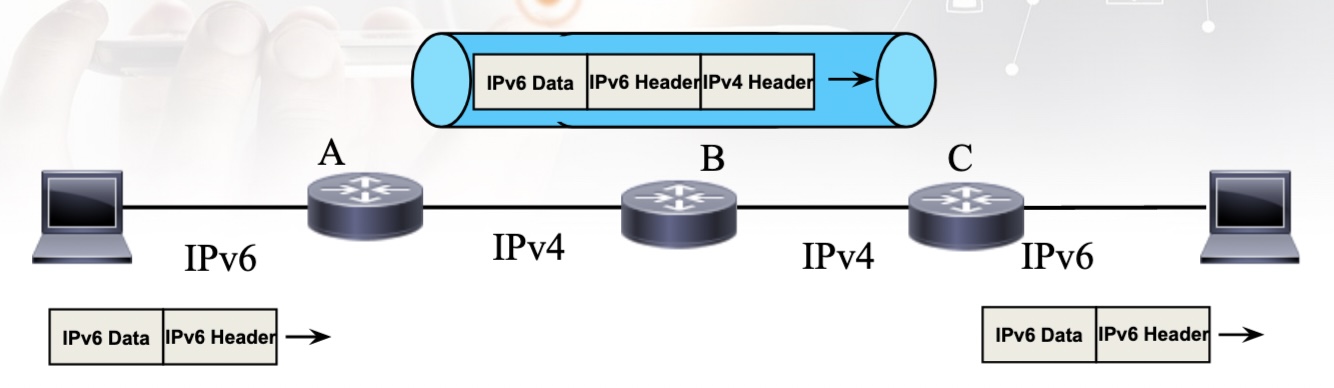 IPv6 Data IPv6 Header IPv4 Header
A B C
IPv6 IPv4 IPv4 IPv6
IPv6 Data IPv6 Header IPv6 Data IPv6 Header